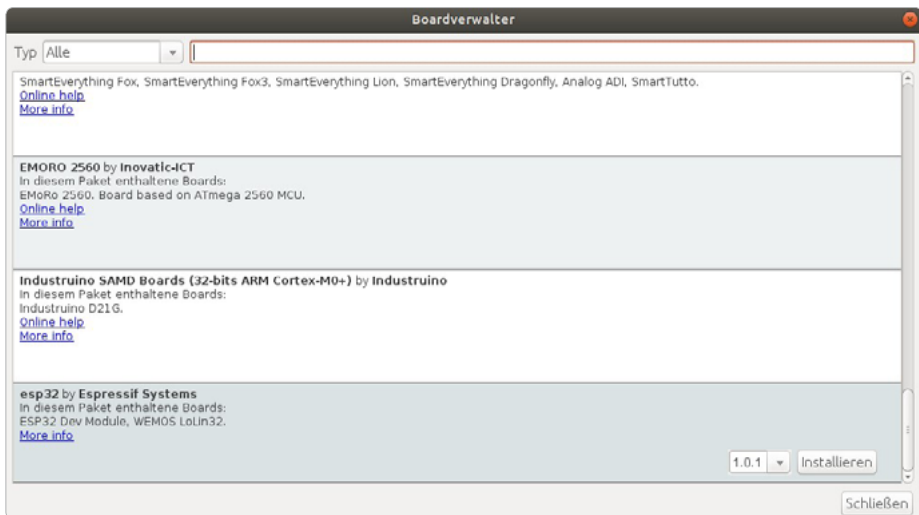 Boardverwalter
Typ Alle
SmartEverything Fox, SmartEverything Fox3, SmartEverything Lion, SmartEverything Dragonfly, Analog ADI, SmartTutto.
Online help
More info
EMORO 2560 by Inovatic-ICT
In diesem Paket enthaltene Boards:
EMoRo 2560. Board based on ATmega 2560 MCU.
Online help
More info
Industruino SAMD Boards (32-bits ARM Cortex-M0+) by Industruino
In diesem Paket enthaltene Boards:
Industruino D21G.
Online help
More info
esp32 by Espressif Systems
In diesem Paket enthaltene Boards:
ESP32 Dev Module, WEMOS LoLin32.
More info
1.0.1 Installieren
Schließen